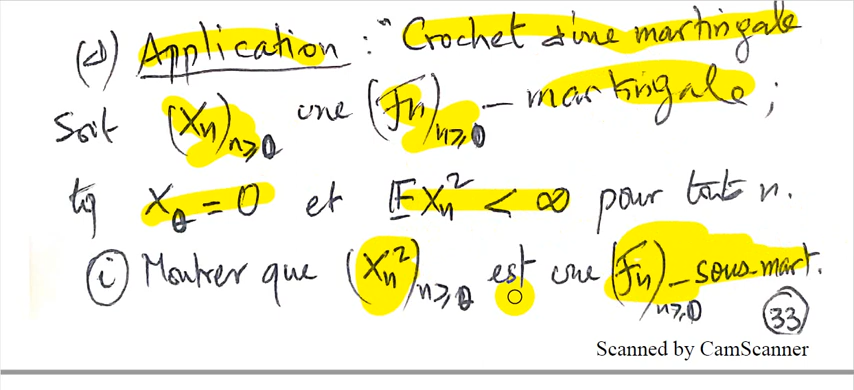 (d) Application : "Crochet d'une martingale
Soit (Xn)n≥0 une (Fn)n≥0 - martingale ;
tq X0 = 0 et E Xn² < ∞ pour tout n.
(i) Montrer que (Xn²)n≥0 est une (Fn)n≥0 - sous-mart.
(33)
Scanned by CamScanner